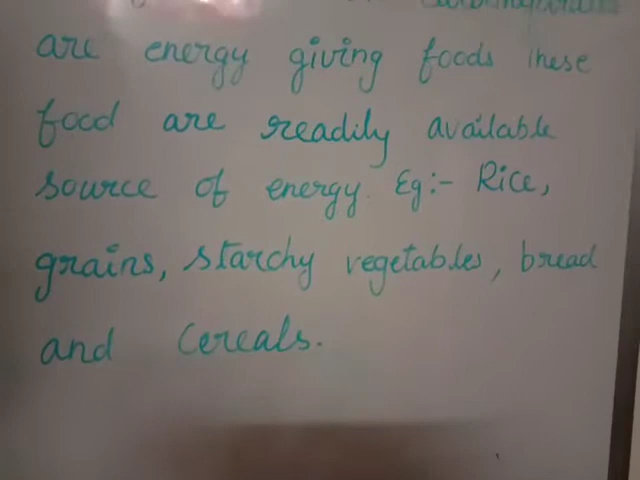 are energy giving foods these
food are readily available
source of energy. Eg:- Rice,
grains, starchy vegetables, bread
and cereals.